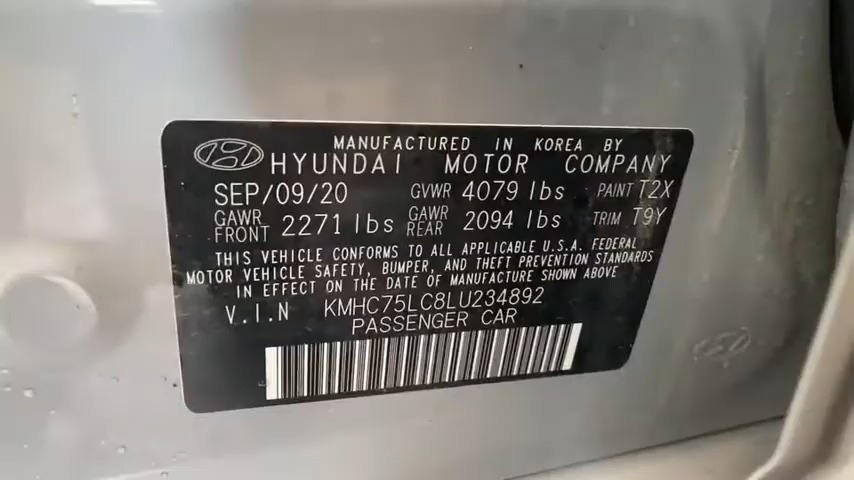 MANUFACTURED IN KOREA BY
HYUNDAI MOTOR COMPANY
SEP/09/20 GVWR 4079 lbs PAINT T2X
GAWR FRONT 2271 lbs GAWR REAR 2094 lbs TRIM T9Y
THIS VEHICLE CONFORMS TO ALL APPLICABLE U.S.A. FEDERAL
MOTOR VEHICLE SAFETY, BUMPER, AND THEFT PREVENTION STANDARDS
IN EFFECT ON THE DATE OF MANUFACTURE SHOWN ABOVE
V.I.N KMHC75LC8LU234892
PASSENGER CAR